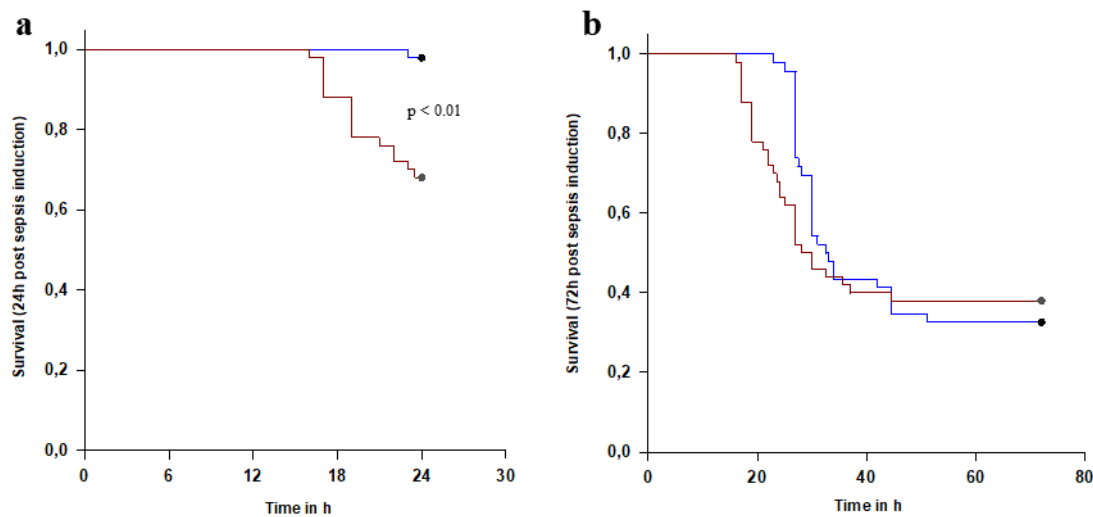 a
Survival (24h post sepsis induction)
1,0
0,8
0,6
0,4
0,2
0,0
p < 0.01
0 6 12 18 24 30
Time in h
b
Survival (72h post sepsis induction)
1,0
0,8
0,6
0,4
0,2
0,0
0 20 40 60 80
Time in h